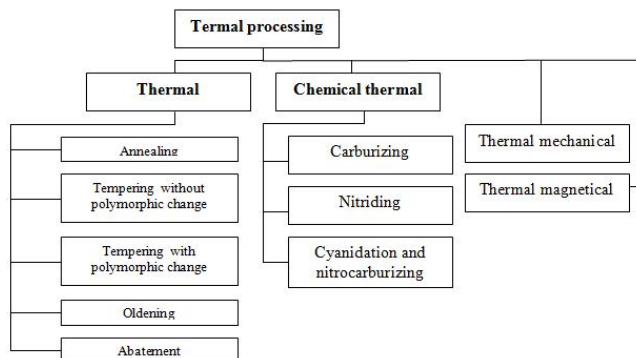 Termal processing
Thermal
Chemical thermal
Annealing
Tempering without
polymorphic change
Tempering with
polymorphic change
Oldening
Abatement
Carburizing
Nitriding
Cyanidation and
nitrocarburizing
Thermal mechanical
Thermal magnetical